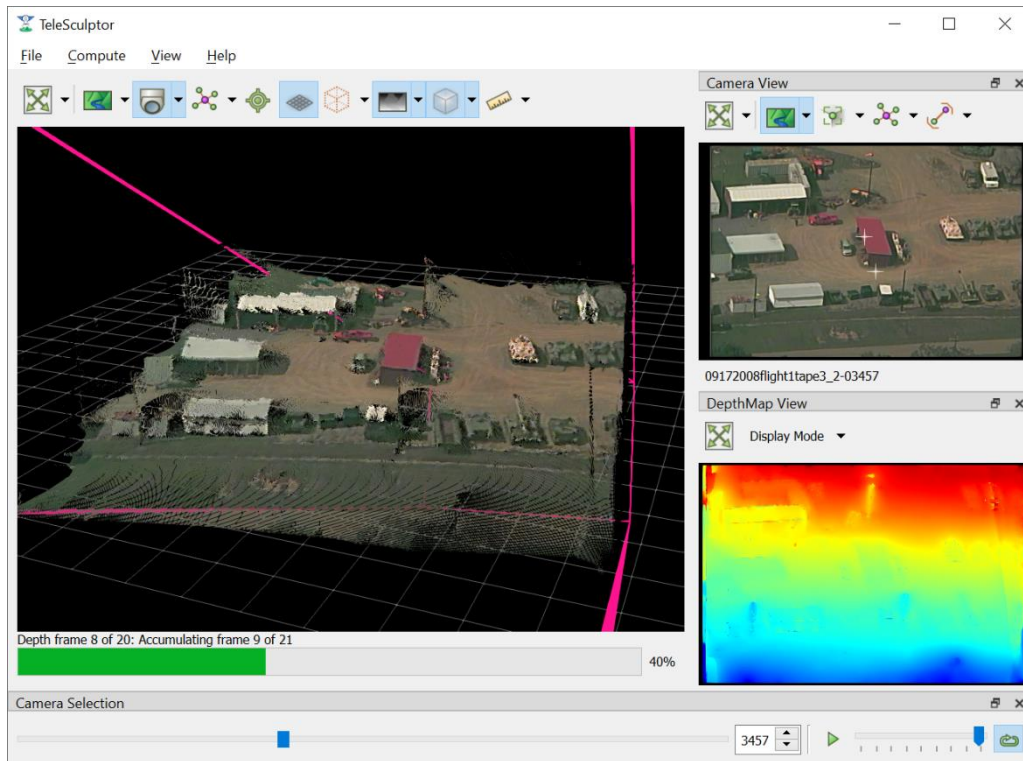 TeleSculptor
File Compute View Help
Camera View
09172008flight1tape3_2-03457
DepthMap View
Display Mode
Depth frame 8 of 20: Accumulating frame 9 of 21
40%
Camera Selection
3457